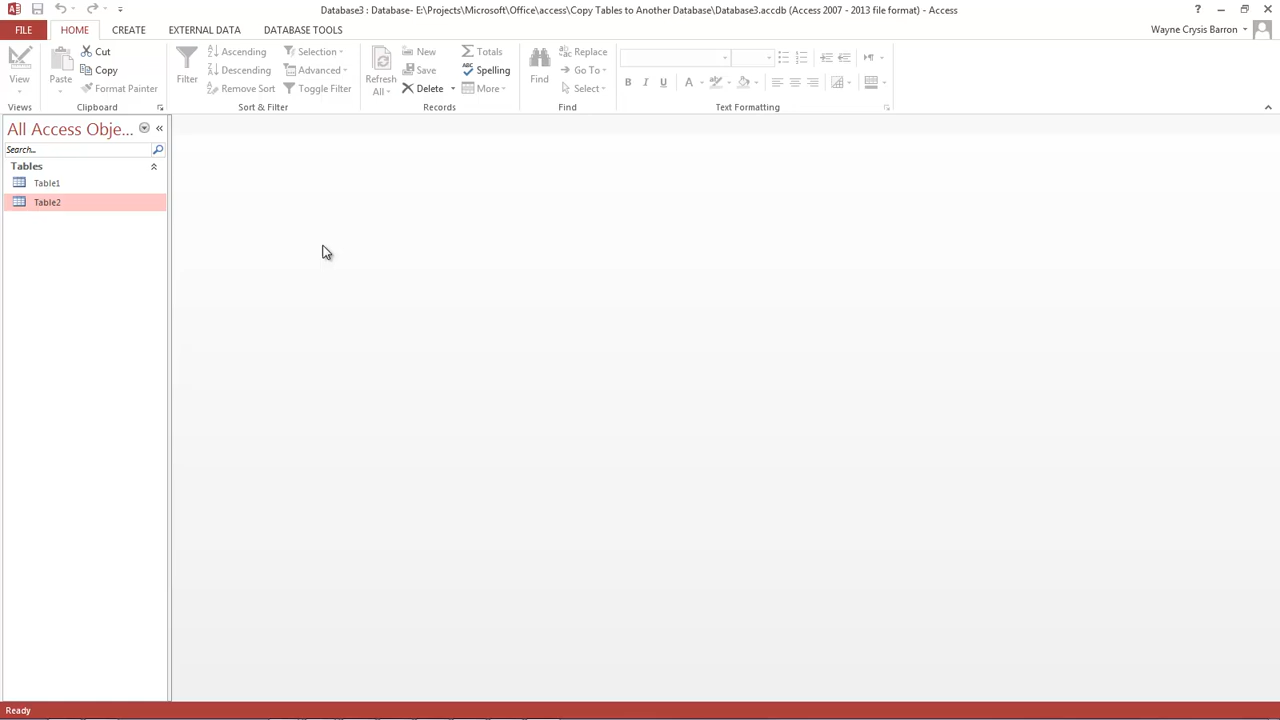 Database3 : Database- E:\Projects\Microsoft\Office\access\Copy Tables to Another Database\Database3.accdb (Access 2007 - 2013 file format) - Access
FILE HOME CREATE EXTERNAL DATA DATABASE TOOLS Wayne Crysis Barron
View
Views
Paste
Cut
Painter
Clipboard
Filter
Ascending
Descending
Remove Sort
Selection
Advanced
Toggle Filter
Sort & Filter
Refresh
All
New
Save
Delete
Totals
Spelling
More
Records
Find
Replace
Go To
Select
Find
B I U A
Text Formatting
All Access Obje...
Search...
Tables
Table1
Table2
Ready